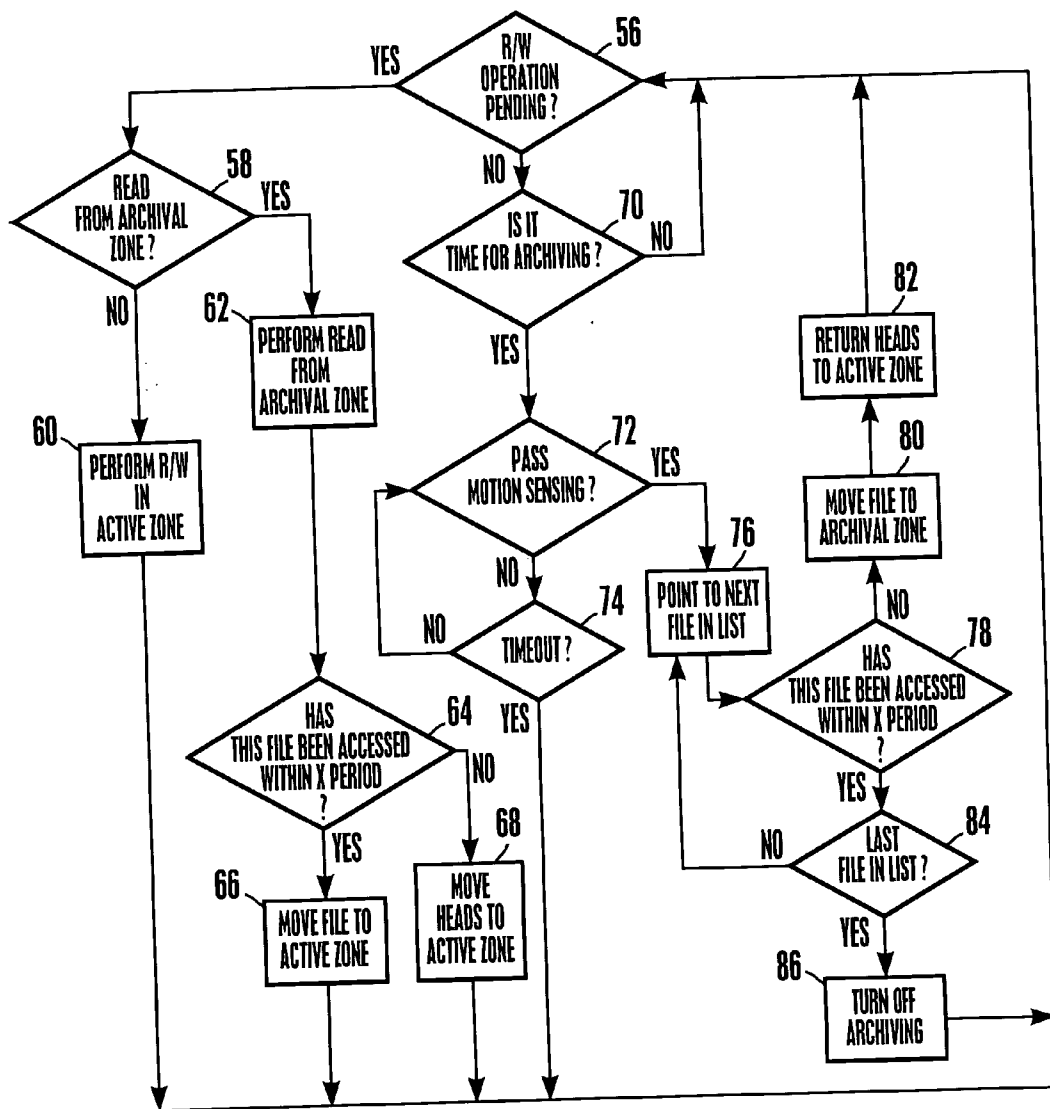 56
R/W
OPERATION
PENDING ?
YES
NO
58
READ
FROM ARCHIVAL
ZONE ?
YES
NO
70
IS IT
TIME FOR ARCHIVING ?
NO
YES
62
PERFORM READ
FROM
ARCHIVAL ZONE
82
RETURN HEADS
TO ACTIVE ZONE
60
PERFORM R/W
IN
ACTIVE ZONE
72
PASS
MOTION SENSING ?
YES
NO
80
MOVE FILE TO
ARCHIVAL ZONE
NO
76
POINT TO NEXT
FILE IN LIST
74
TIMEOUT ?
NO
YES
78
HAS
THIS FILE BEEN ACCESSED
WITHIN X PERIOD
?
YES
64
HAS
THIS FILE BEEN ACCESSED
WITHIN X PERIOD
?
NO
YES
84
LAST
FILE IN LIST ?
NO
YES
66
MOVE FILE TO
ACTIVE ZONE
68
MOVE
HEADS TO
ACTIVE ZONE
86
TURN OFF
ARCHIVING